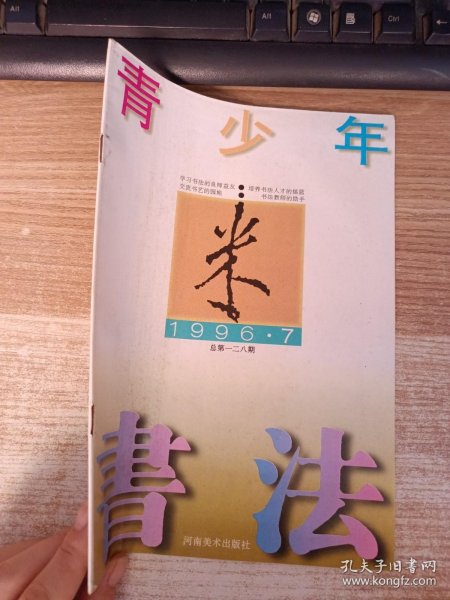 青少年
学习书法的良师益友 ● 培养书法人才的摇篮
交流书艺的园地 ● 书法教师的助手
米
1996·7
总第一二八期
書法
河南美术出版社
孔夫子旧书网
www.kongfz.com
Alt
Alt
Ctrl